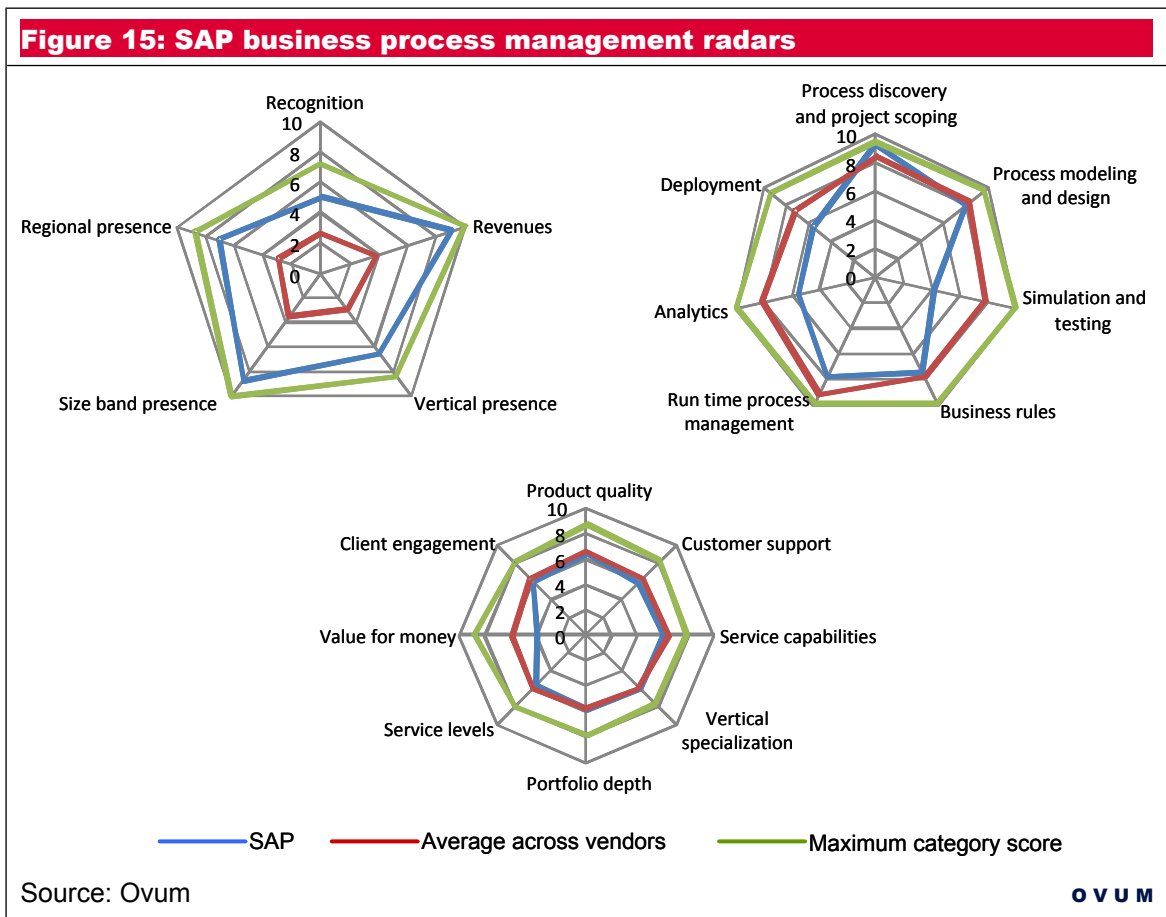 Figure 15: SAP business process management radars
Recognition
10
8
6
4
2
0
Revenues
Vertical presence
Size band presence
Regional presence
Process discovery
and project scoping
10
8
6
4
2
0
Process modeling
and design
Simulation and
testing
Business rules
Run time process
management
Analytics
Deployment
Product quality
10
8
6
4
2
0
Customer support
Service capabilities
Vertical
specialization
Portfolio depth
Service levels
Value for money
Client engagement
SAP
Average across vendors
Maximum category score
Source: Ovum
OVUM